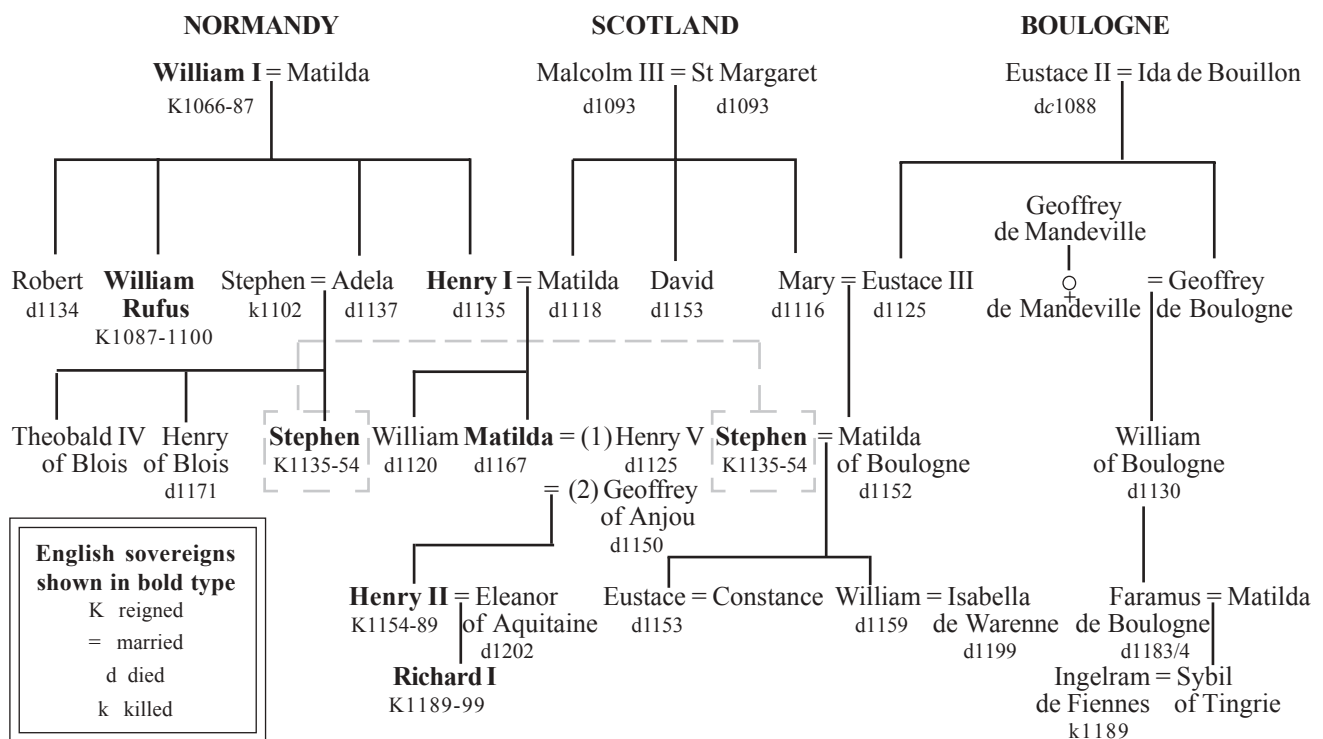 NORMANDY SCOTLAND BOULOGNE
William I = Matilda Malcolm III = St Margaret Eustace II = Ida de Bouillon
K1066-87 d1093 d1093 dc1088
Geoffrey
de Mandeville
Robert William Stephen = Adela Henry I = Matilda David Mary = Eustace III ♀ = Geoffrey
d1134 Rufus k1102 d1137 d1135 d1118 d1153 d1116 d1125 de Mandeville de Boulogne
K1087-1100
Theobald IV Henry Stephen William Matilda = (1) Henry V Stephen = Matilda William
of Blois of Blois K1135-54 d1120 d1167 d1125 K1135-54 of Boulogne of Boulogne
d1171 d1152 d1130
= (2) Geoffrey
of Anjou
d1150
English sovereigns
shown in bold type
K reigned
= married
d died
k killed
Henry II = Eleanor Eustace = Constance William = Isabella Faramus = Matilda
K1154-89 of Aquitaine d1153 d1159 de Warenne de Boulogne
d1202 d1199 d1183/4
Richard I Ingelram = Sybil
K1189-99 de Fiennes of Tingrie
k1189